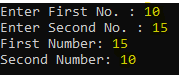 Enter First No. : 10
Enter Second No. : 15
First Number: 15
Second Number: 10